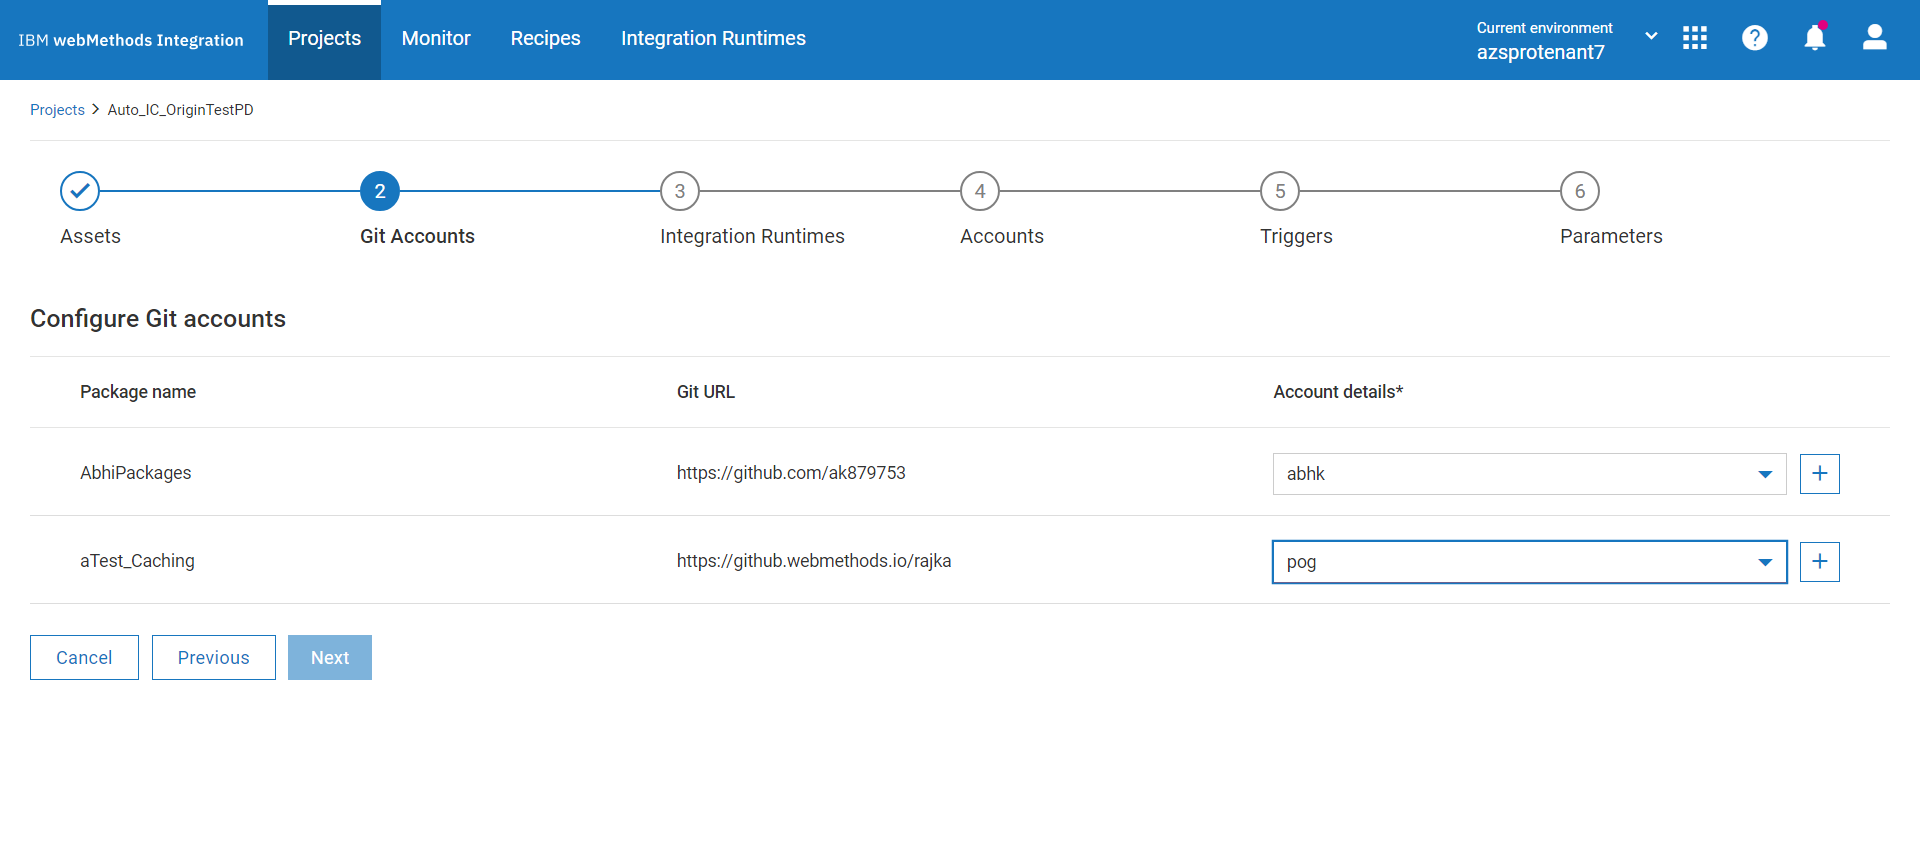 IBM webMethods Integration
Projects
Monitor
Recipes
Integration Runtimes
Current environment
azsprotenant7
Projects > Auto_IC_OriginTestPD
2
3
4
5
6
Assets
Git Accounts
Integration Runtimes
Accounts
Triggers
Parameters
Configure Git accounts
Package name
Git URL
Account details*
AbhiPackages
https://github.com/ak879753
abhk
aTest_Caching
https://github.webmethods.io/rajka
pog
Cancel
Previous
Next